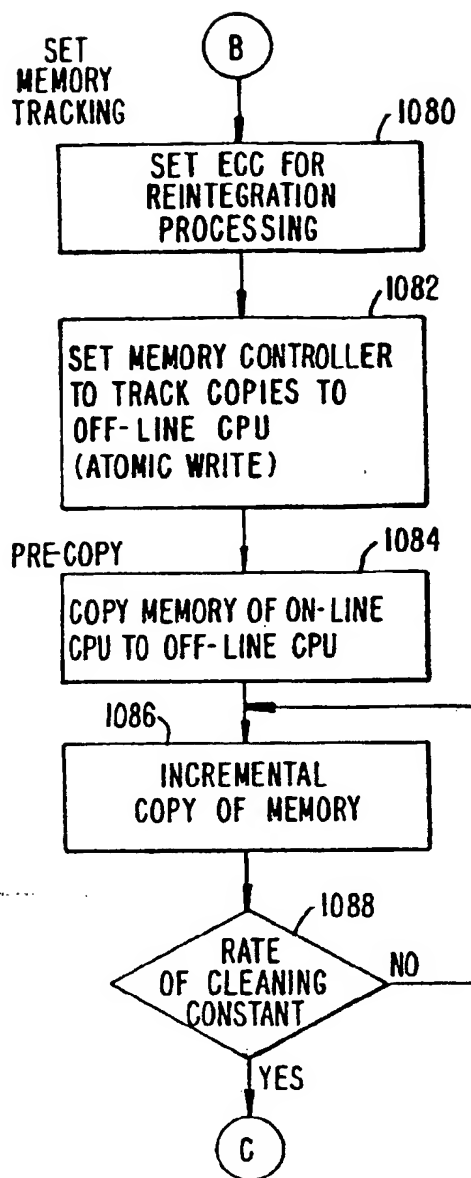 B
SET
MEMORY
TRACKING
1080
SET ECC FOR
REINTEGRATION
PROCESSING
1082
SET MEMORY CONTROLLER
TO TRACK COPIES TO
OFF-LINE CPU
(ATOMIC WRITE)
PRE-COPY
1084
COPY MEMORY OF ON-LINE
CPU TO OFF-LINE CPU
1086
INCREMENTAL
COPY OF MEMORY
1088
RATE
OF CLEANING
CONSTANT
NO
YES
C